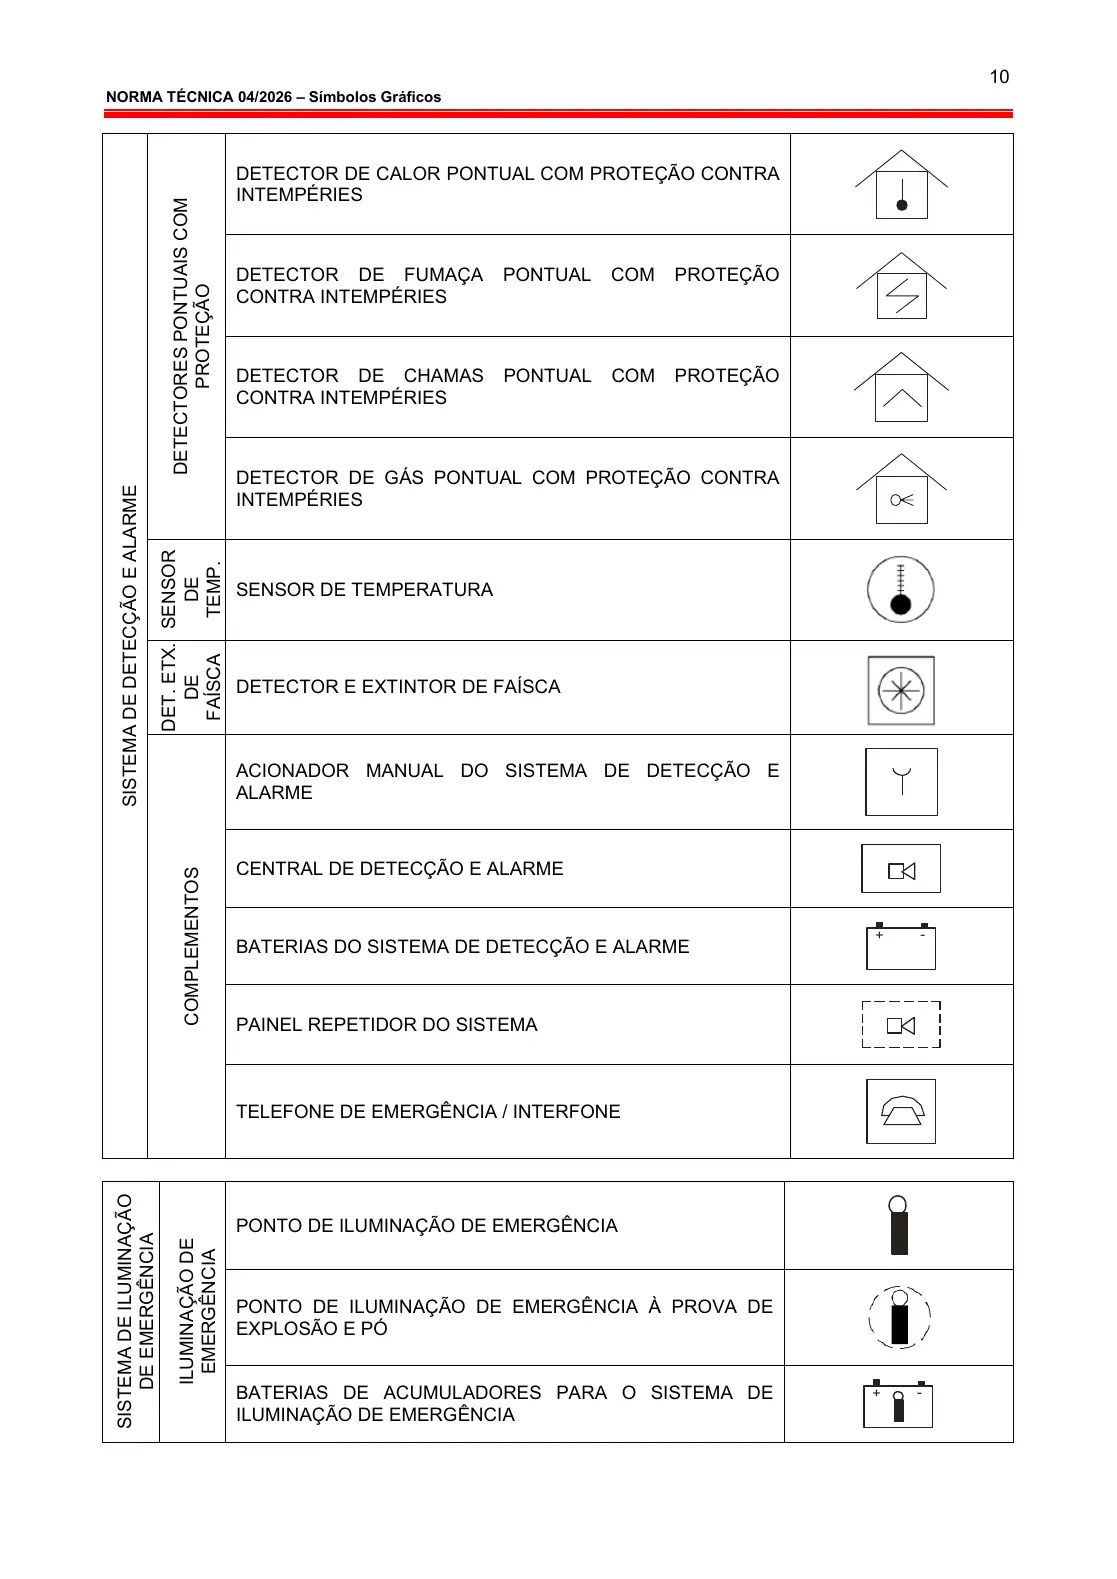 10
NORMA TÉCNICA 04/2026 – Símbolos Gráficos
SISTEMA DE DETECÇÃO E ALARME
DETECTORES PONTUAIS COM
PROTEÇÃO
DETECTOR DE CALOR PONTUAL COM PROTEÇÃO CONTRA
INTEMPÉRIES
DETECTOR DE FUMAÇA PONTUAL COM PROTEÇÃO
CONTRA INTEMPÉRIES
DETECTOR DE CHAMAS PONTUAL COM PROTEÇÃO
CONTRA INTEMPÉRIES
DETECTOR DE GÁS PONTUAL COM PROTEÇÃO CONTRA
INTEMPÉRIES
SENSOR
DE
TEMP.
SENSOR DE TEMPERATURA
DET. ETX.
DE
FAÍSCA
DETECTOR E EXTINTOR DE FAÍSCA
COMPLEMENTOS
ACIONADOR MANUAL DO SISTEMA DE DETECÇÃO E
ALARME
CENTRAL DE DETECÇÃO E ALARME
BATERIAS DO SISTEMA DE DETECÇÃO E ALARME
+ -
PAINEL REPETIDOR DO SISTEMA
TELEFONE DE EMERGÊNCIA / INTERFONE
SISTEMA DE ILUMINAÇÃO
DE EMERGÊNCIA
ILUMINAÇÃO DE
EMERGÊNCIA
PONTO DE ILUMINAÇÃO DE EMERGÊNCIA
PONTO DE ILUMINAÇÃO DE EMERGÊNCIA À PROVA DE
EXPLOSÃO E PÓ
BATERIAS DE ACUMULADORES PARA O SISTEMA DE
ILUMINAÇÃO DE EMERGÊNCIA
+ -